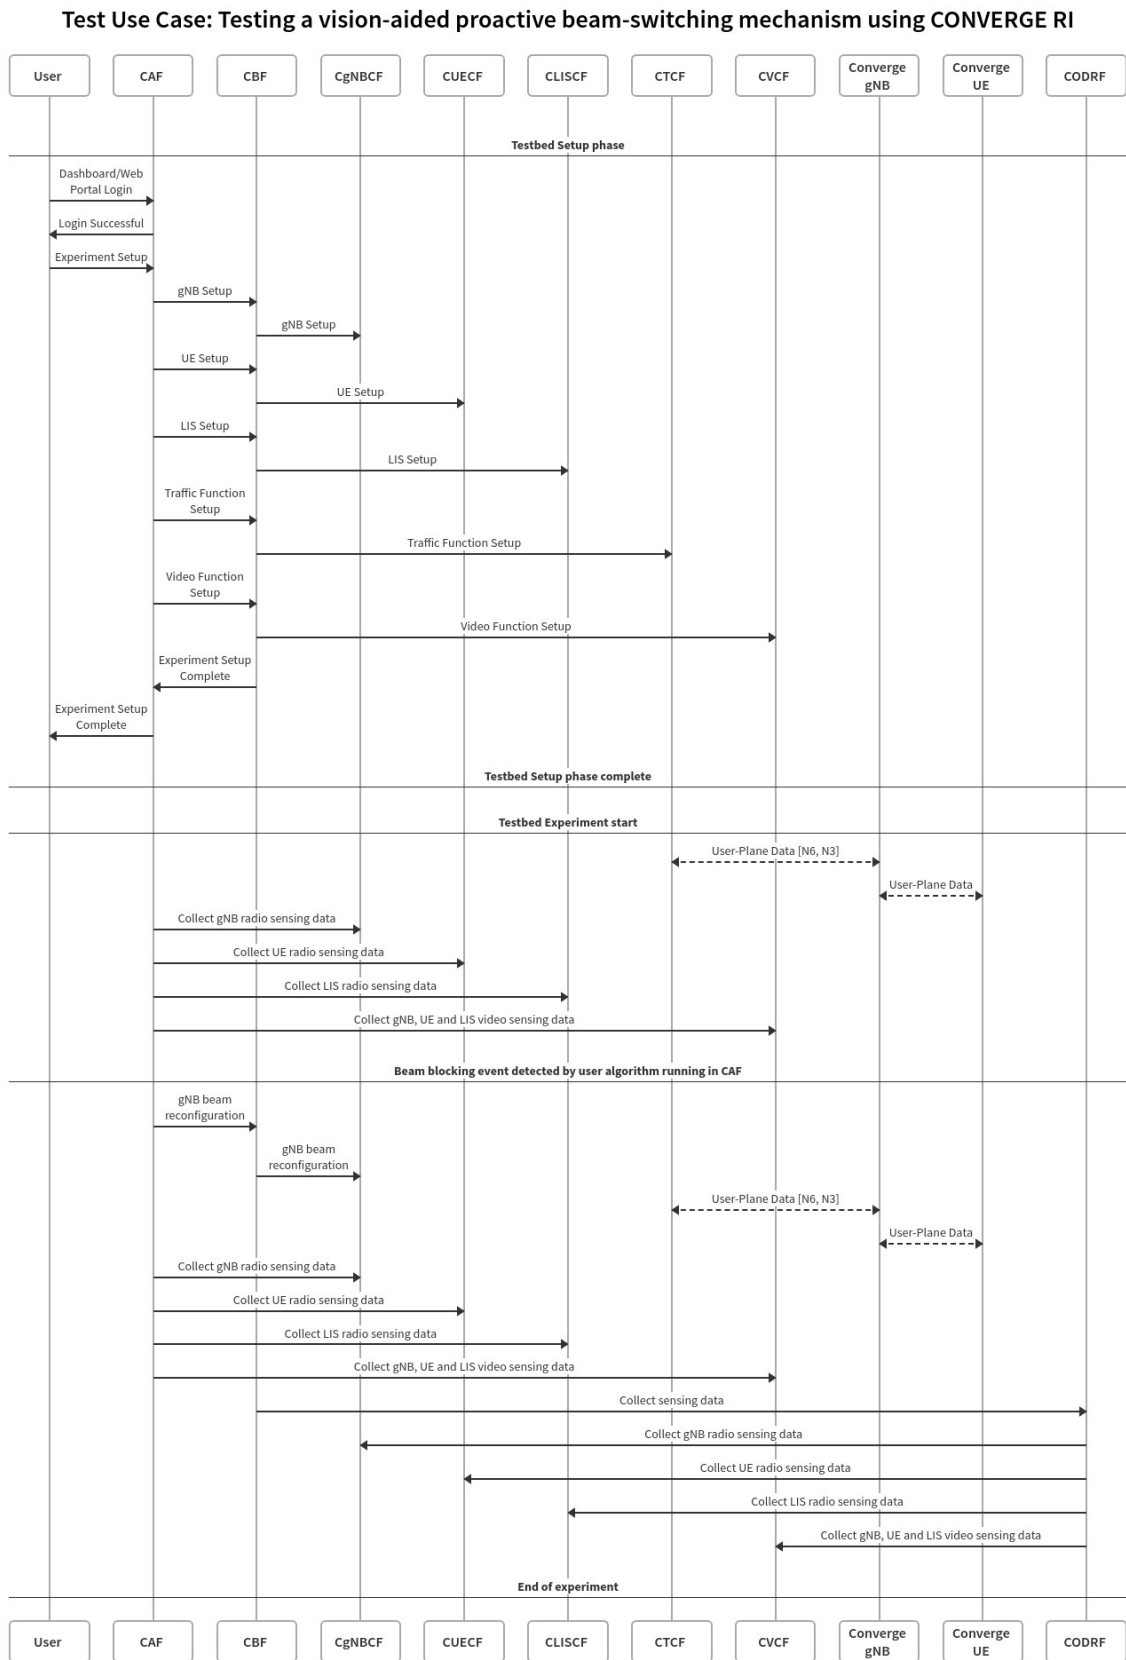 Test Use Case: Testing a vision-aided proactive beam-switching mechanism using CONVERGE RI
User CAF CBF CgNBCF CUECF CLISCF CTCF CVCF Converge gNB Converge UE CODRF
Testbed Setup phase
Dashboard/Web
Portal Login
Login Successful
Experiment Setup
gNB Setup
gNB Setup
UE Setup
UE Setup
LIS Setup
LIS Setup
Traffic Function
Setup
Traffic Function Setup
Video Function
Setup
Video Function Setup
Experiment Setup
Complete
Experiment Setup
Complete
Testbed Setup phase complete
Testbed Experiment start
User-Plane Data [N6, N3]
User-Plane Data
Collect gNB radio sensing data
Collect UE radio sensing data
Collect LIS radio sensing data
Collect gNB, UE and LIS video sensing data
Beam blocking event detected by user algorithm running in CAF
gNB beam
reconfiguration
gNB beam
reconfiguration
User-Plane Data [N6, N3]
User-Plane Data
Collect gNB radio sensing data
Collect UE radio sensing data
Collect LIS radio sensing data
Collect gNB, UE and LIS video sensing data
Collect sensing data
Collect gNB radio sensing data
Collect UE radio sensing data
Collect LIS radio sensing data
Collect gNB, UE and LIS video sensing data
End of experiment
User CAF CBF CgNBCF CUECF CLISCF CTCF CVCF Converge gNB Converge UE CODRF